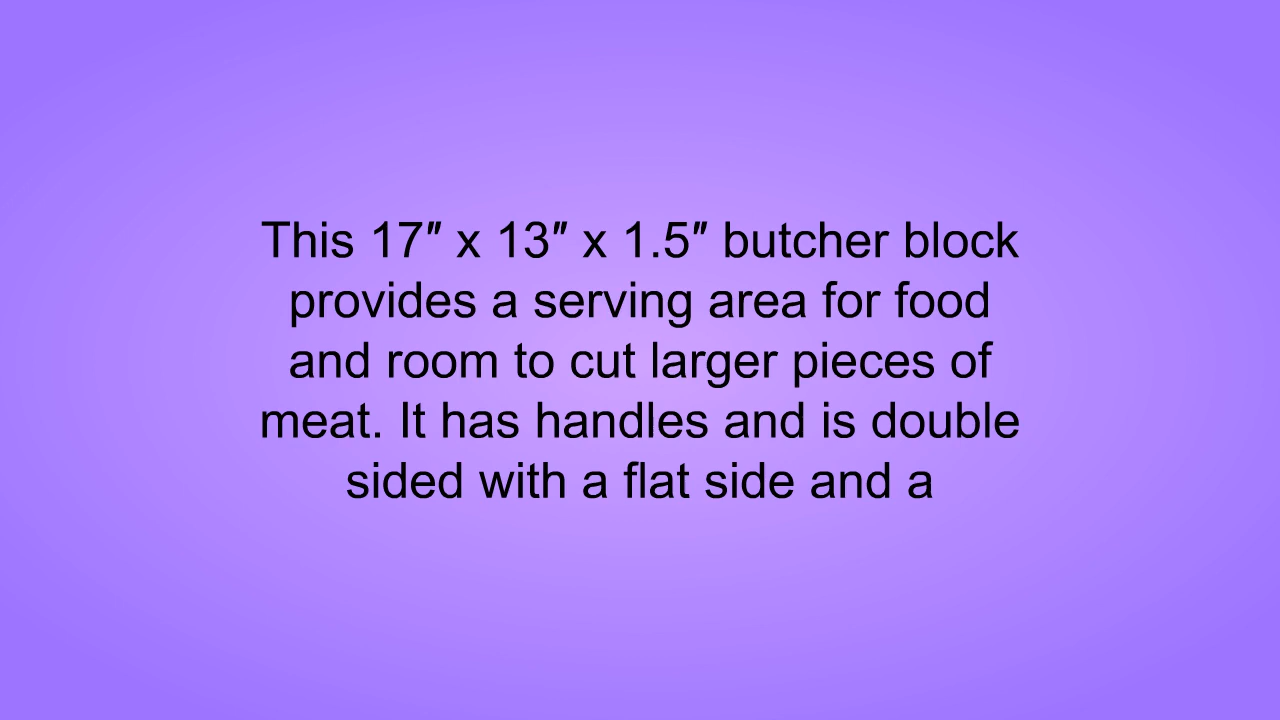 This 17″ x 13″ x 1.5″ butcher block
provides a serving area for food
and room to cut larger pieces of
meat. It has handles and is double
sided with a flat side and a